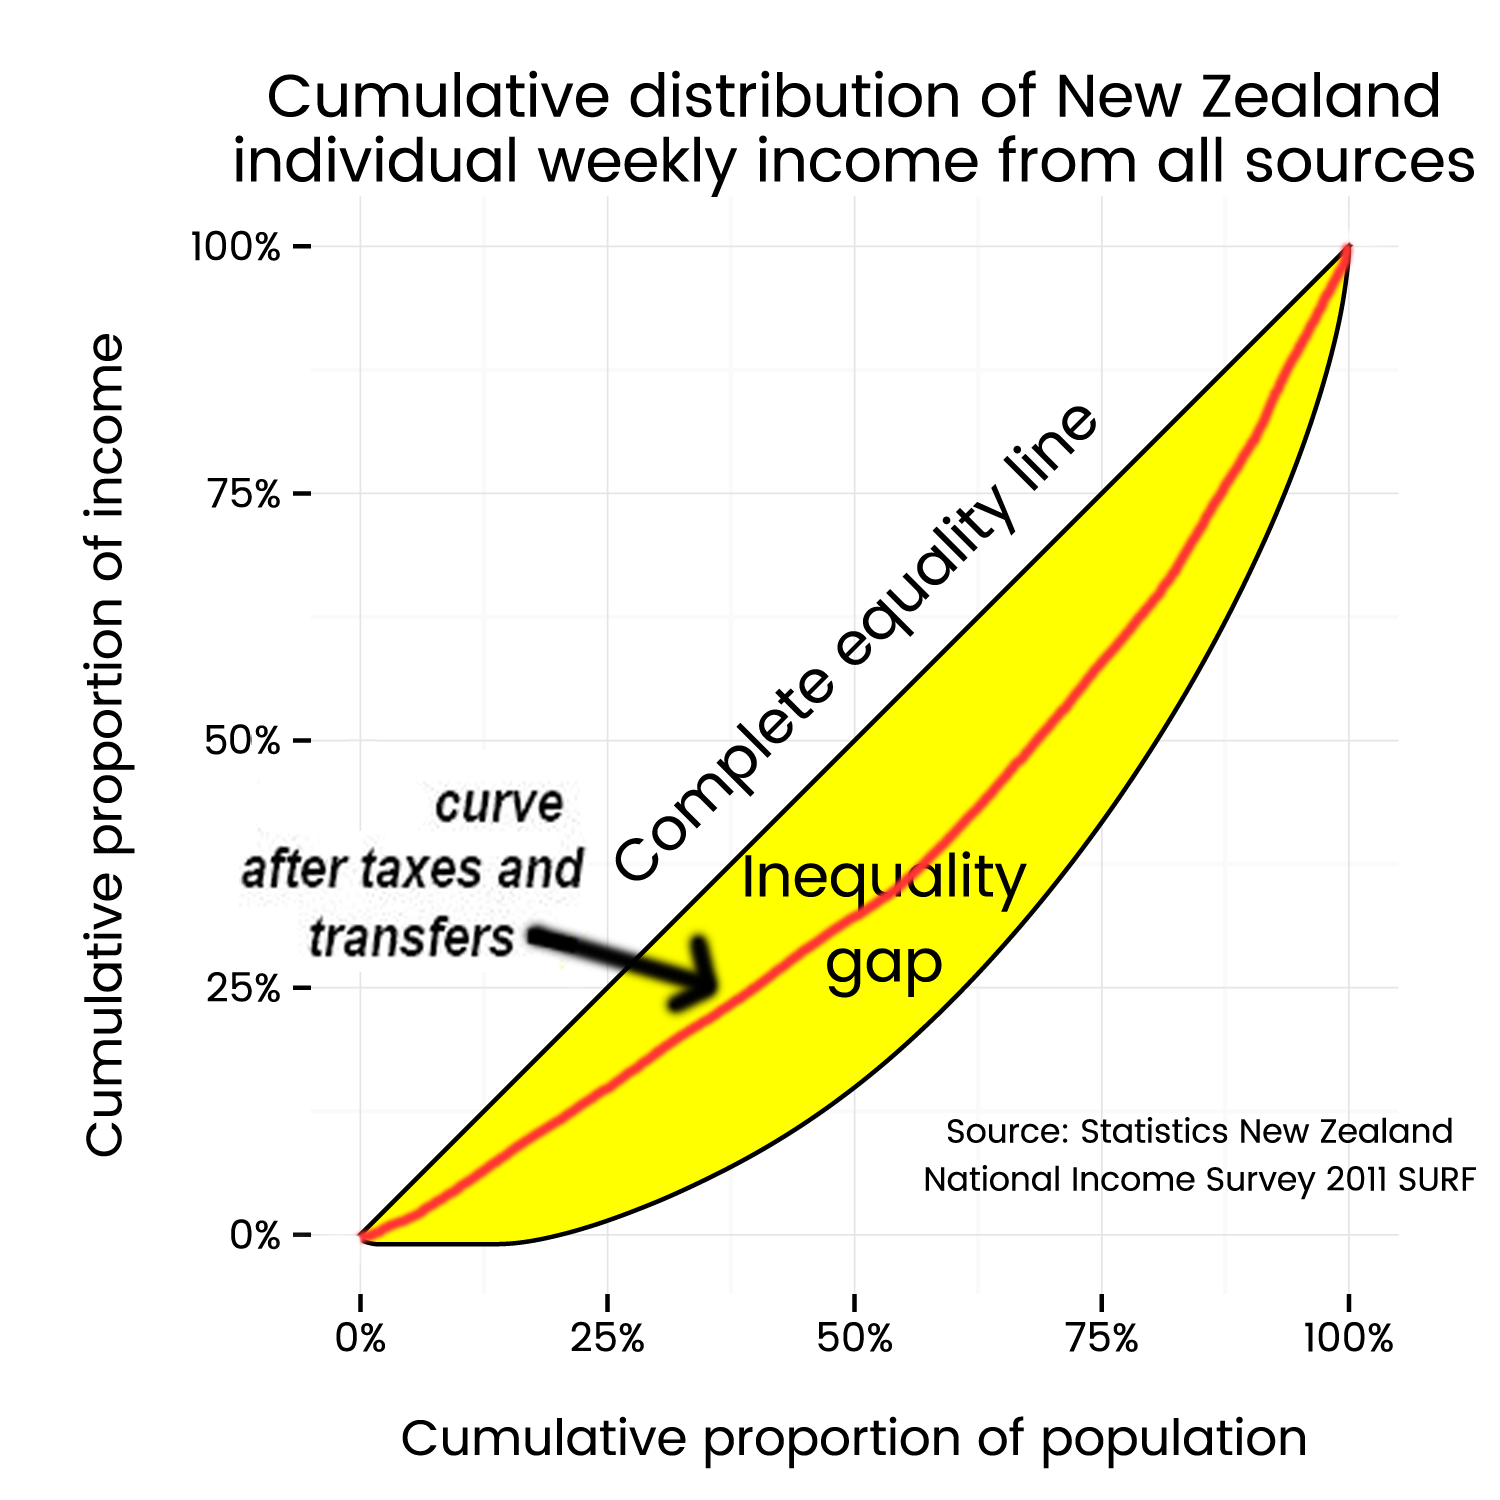 Cumulative distribution of New Zealand
individual weekly income from all sources
Cumulative proportion of income
100%
75%
50%
25%
0%
Complete equality line
curve
after taxes and
transfers
Inequality
gap
Source: Statistics New Zealand
National Income Survey 2011 SURF
0%
25%
50%
75%
100%
Cumulative proportion of population